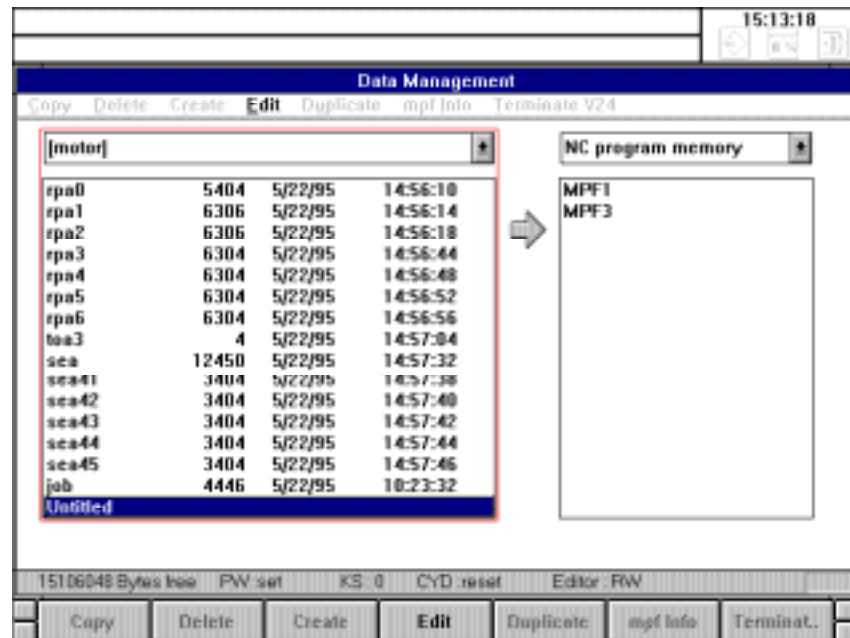 15:13:18
Data Management
Copy Delete Create Edit Duplicate mpf Info Terminate V24
[motor]
NC program memory
rpa0 5404 5/22/95 14:56:10
rpa1 6306 5/22/95 14:56:14
rpa2 6306 5/22/95 14:56:18
rpa3 6304 5/22/95 14:56:44
rpa4 6304 5/22/95 14:56:48
rpa5 6304 5/22/95 14:56:52
rpa6 6304 5/22/95 14:56:56
toa3 4 5/22/95 14:57:04
sea 12450 5/22/95 14:57:32
sea41 3404 5/22/95 14:57:38
sea42 3404 5/22/95 14:57:40
sea43 3404 5/22/95 14:57:42
sea44 3404 5/22/95 14:57:44
sea45 3404 5/22/95 14:57:46
job 4446 5/22/95 10:23:32
Untitled
MPF1
MPF3
15106048 Bytes free PW :set KS : 0 CYD :reset Editor : RW
Copy Delete Create Edit Duplicate mpf Info Terminat..